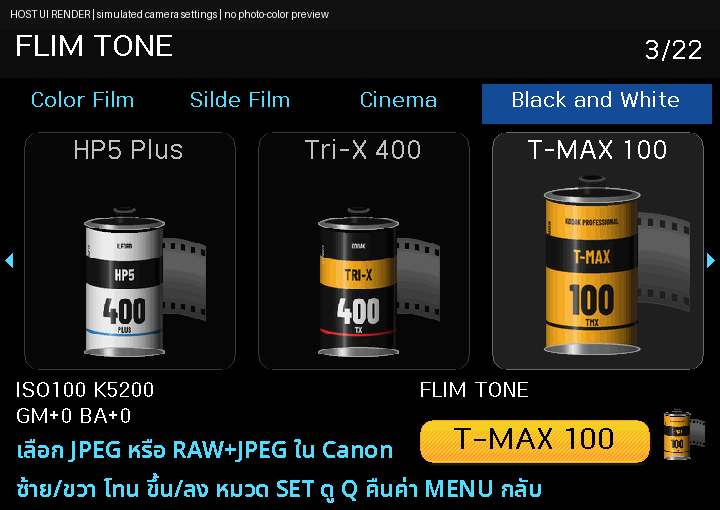 HOST UI RENDER | simulated camera settings | no photo-color preview
FLIM TONE
3/22
Color Film
Silde Film
Cinema
Black and White
HP5 Plus
Tri-X 400
T-MAX 100
ILFORD
HP5
400
PLUS
KODAK
TRI-X
400
TX
KODAK PROFESSIONAL
T-MAX
100
TMX
ISO100 K5200
GM+0 BA+0
FLIM TONE
T-MAX 100
เลือก JPEG หรือ RAW+JPEG ใน Canon
ซ้าย/ขวา โทน ขึ้น/ลง หมวด SET ดู Q คืนค่า MENU กลับ